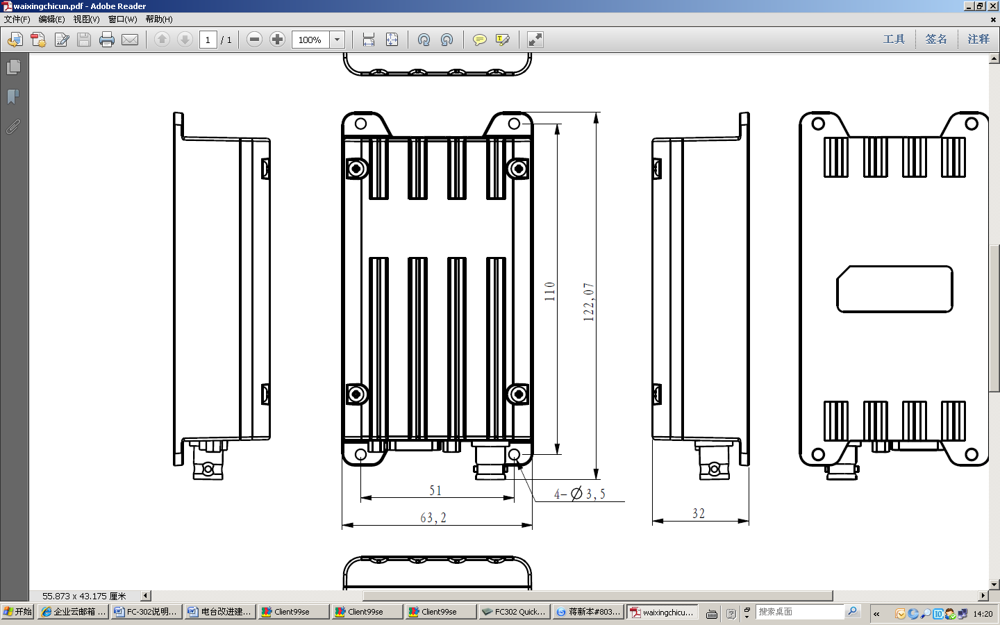 waixingchicun.pdf - Adobe Reader
文件(F) 编辑(E) 视图(V) 窗口(W) 帮助(H)
1 / 1 100% 工具 签名 注释
110
122,07
51
4-Ø3,5
63,2
32
55.873 x 43.175 厘米
开始 企业云邮箱 ... FC-302说明... 电台改进建... Client99se Client99se Client99se FC302 Quick... 蒋新本#803... waixingchicu... 搜索桌面 « 14:20